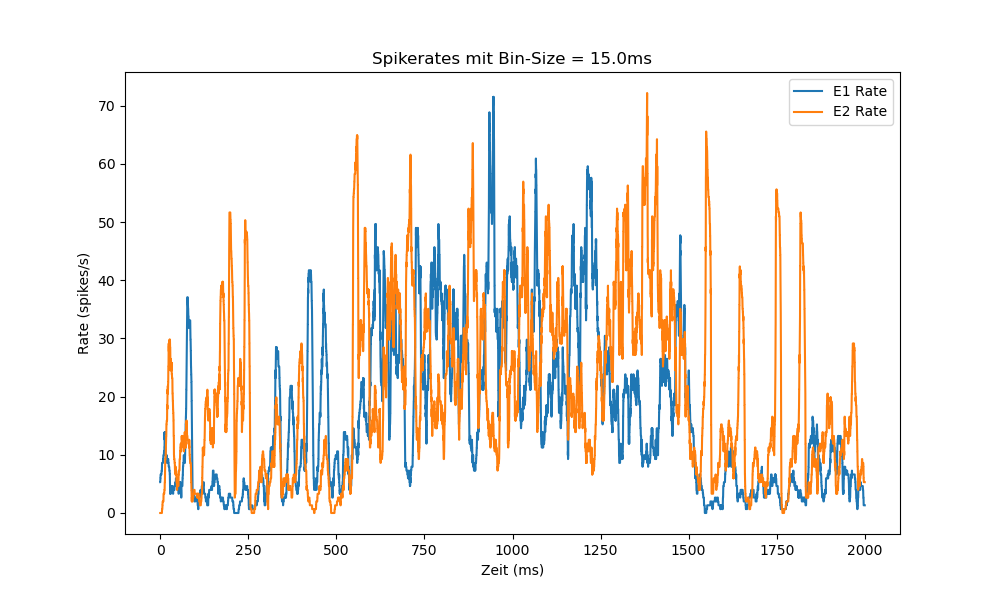 Spikerates mit Bin-Size = 15.0ms
E1 Rate
E2 Rate
Rate (spikes/s)
70
60
50
40
30
20
10
0
0 250 500 750 1000 1250 1500 1750 2000
Zeit (ms)